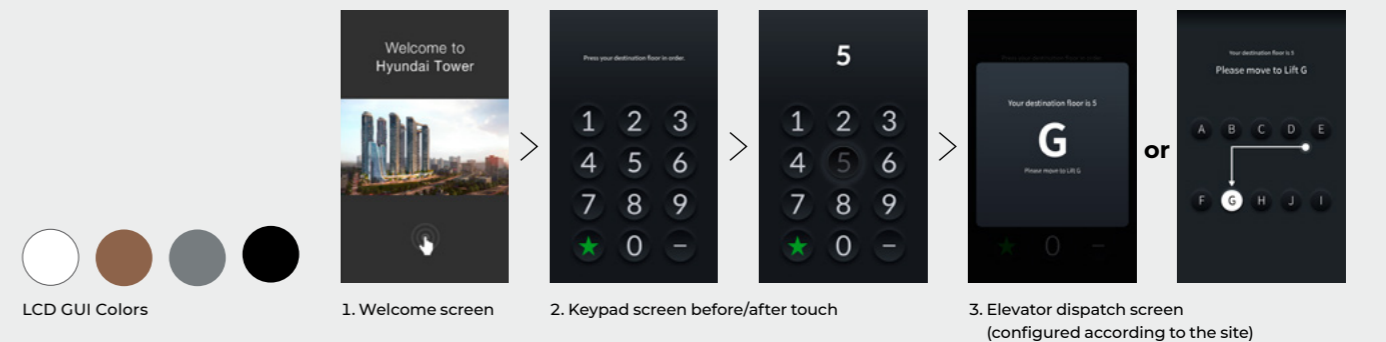 Welcome to
Hyundai Tower
Press your destination floor in order.
1 2 3
4 5 6
7 8 9
★ 0 –
5
1 2 3
4 5 6
7 8 9
★ 0 –
Your destination floor is 5
G
Please move to Lift G
★ 0 –
or
Your destination floor is 5
Please move to Lift G
A B C D E
F G H J I
LCD GUI Colors
1. Welcome screen
2. Keypad screen before/after touch
3. Elevator dispatch screen
(configured according to the site)